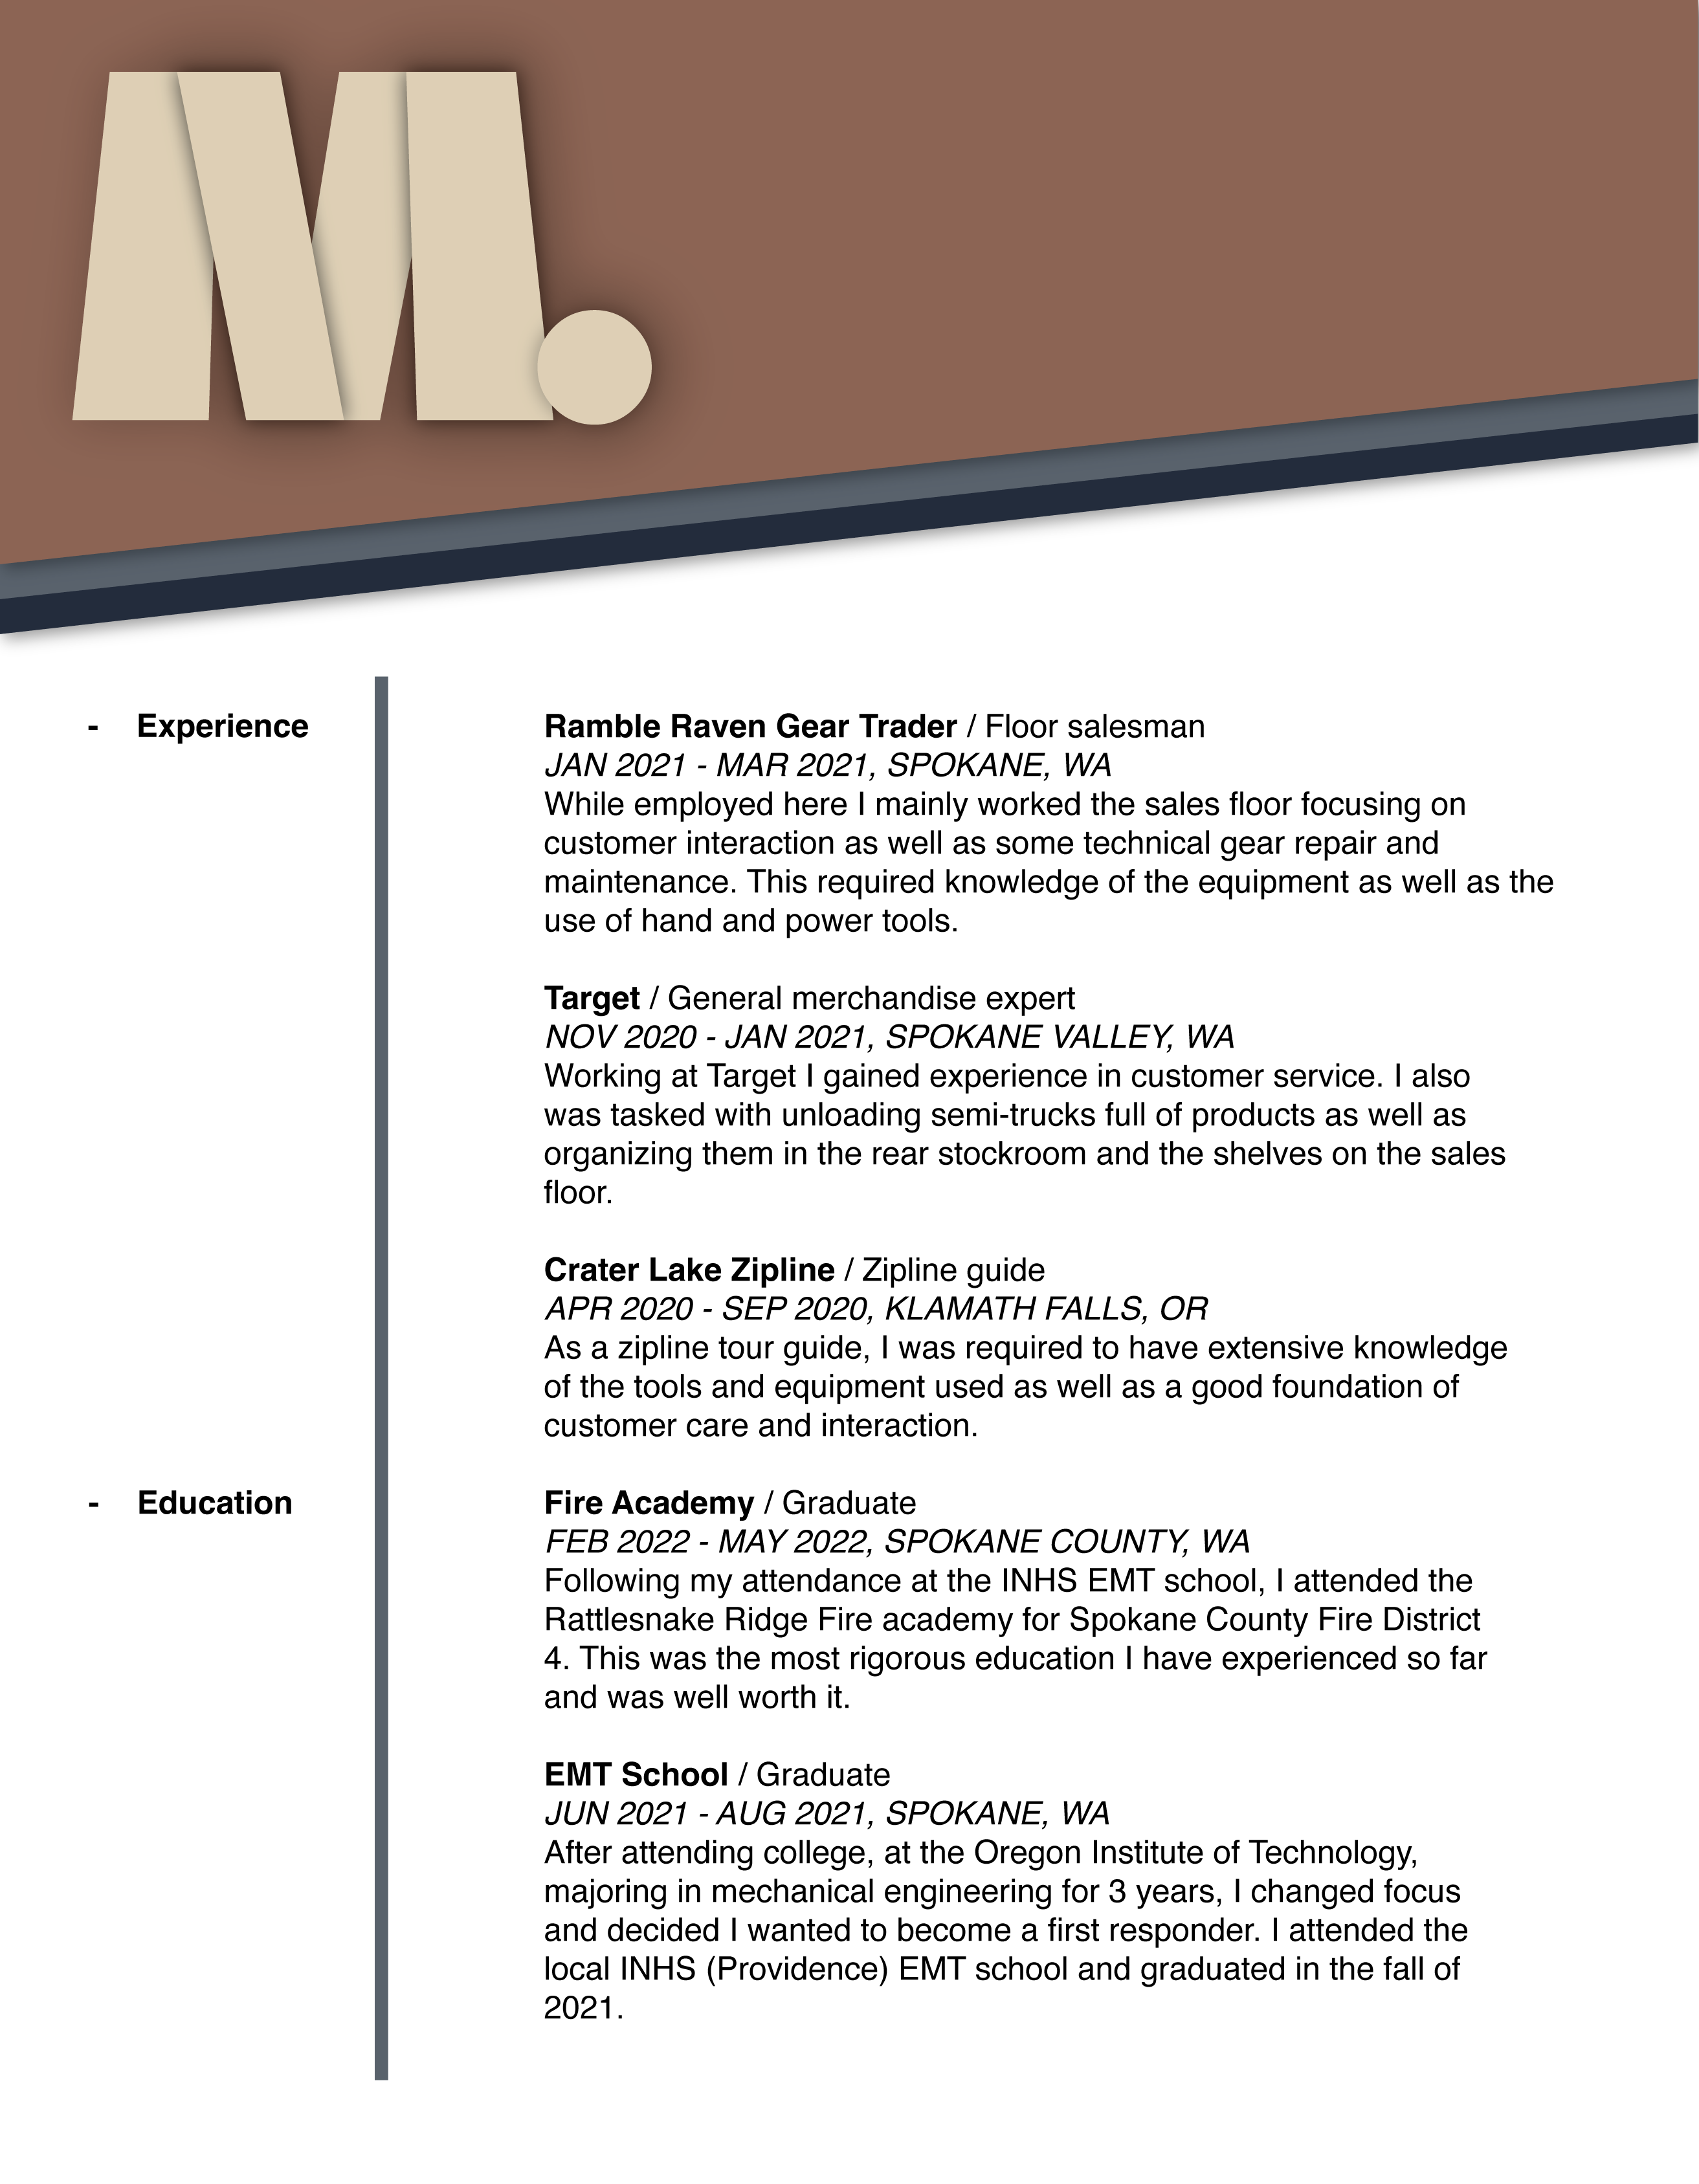 M.
- Experience
Ramble Raven Gear Trader / Floor salesman
JAN 2021 - MAR 2021, SPOKANE, WA
While employed here I mainly worked the sales floor focusing on
customer interaction as well as some technical gear repair and
maintenance. This required knowledge of the equipment as well as the
use of hand and power tools.
Target / General merchandise expert
NOV 2020 - JAN 2021, SPOKANE VALLEY, WA
Working at Target I gained experience in customer service. I also
was tasked with unloading semi-trucks full of products as well as
organizing them in the rear stockroom and the shelves on the sales
floor.
Crater Lake Zipline / Zipline guide
APR 2020 - SEP 2020, KLAMATH FALLS, OR
As a zipline tour guide, I was required to have extensive knowledge
of the tools and equipment used as well as a good foundation of
customer care and interaction.
- Education
Fire Academy / Graduate
FEB 2022 - MAY 2022, SPOKANE COUNTY, WA
Following my attendance at the INHS EMT school, I attended the
Rattlesnake Ridge Fire academy for Spokane County Fire District
4. This was the most rigorous education I have experienced so far
and was well worth it.
EMT School / Graduate
JUN 2021 - AUG 2021, SPOKANE, WA
After attending college, at the Oregon Institute of Technology,
majoring in mechanical engineering for 3 years, I changed focus
and decided I wanted to become a first responder. I attended the
local INHS (Providence) EMT school and graduated in the fall of
2021.